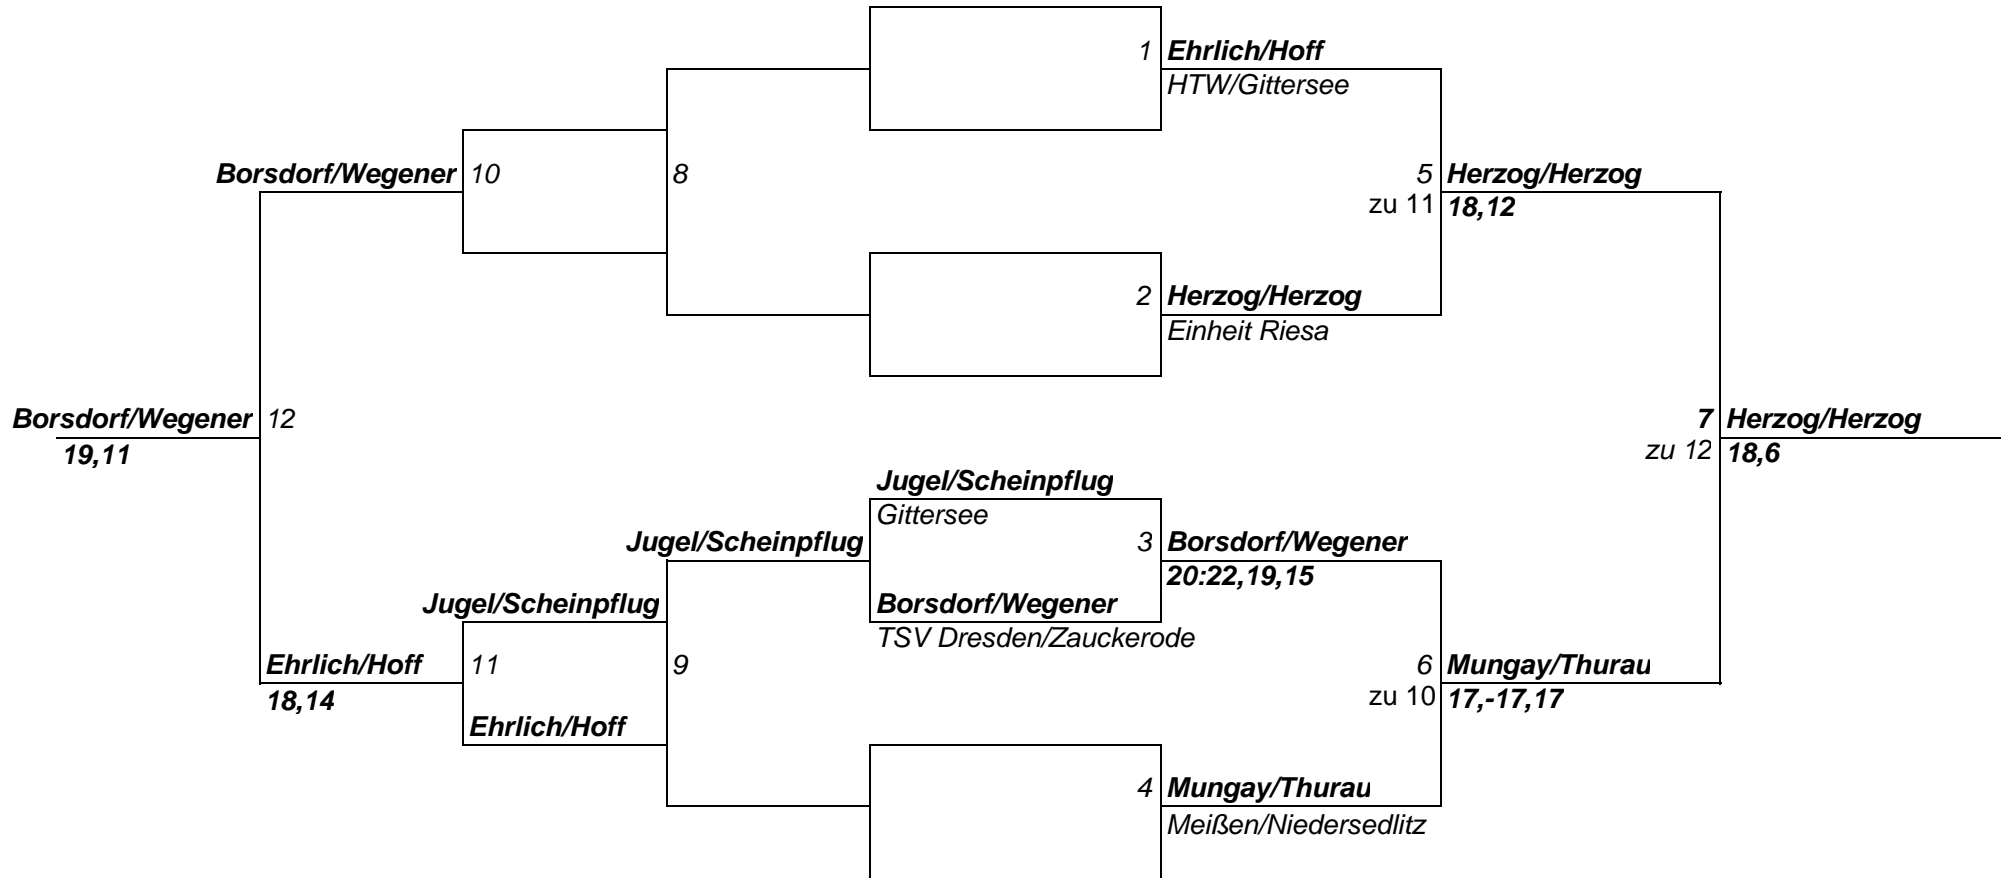 1 Ehrlich/Hoff
HTW/Gittersee
Borsdorf/Wegener 10 8 5 Herzog/Herzog
zu 11 18,12
2 Herzog/Herzog
Einheit Riesa
Borsdorf/Wegener 12 7 Herzog/Herzog
19,11 zu 12 18,6
Jugel/Scheinpflug
Gittersee
Jugel/Scheinpflug 3 Borsdorf/Wegener
20:22,19,15
Jugel/Scheinpflug Borsdorf/Wegener
TSV Dresden/Zauckerode
Ehrlich/Hoff 11 9 6 Mungay/Thurau
18,14 zu 10 17,-17,17
Ehrlich/Hoff
4 Mungay/Thurau
Meißen/Niedersedlitz